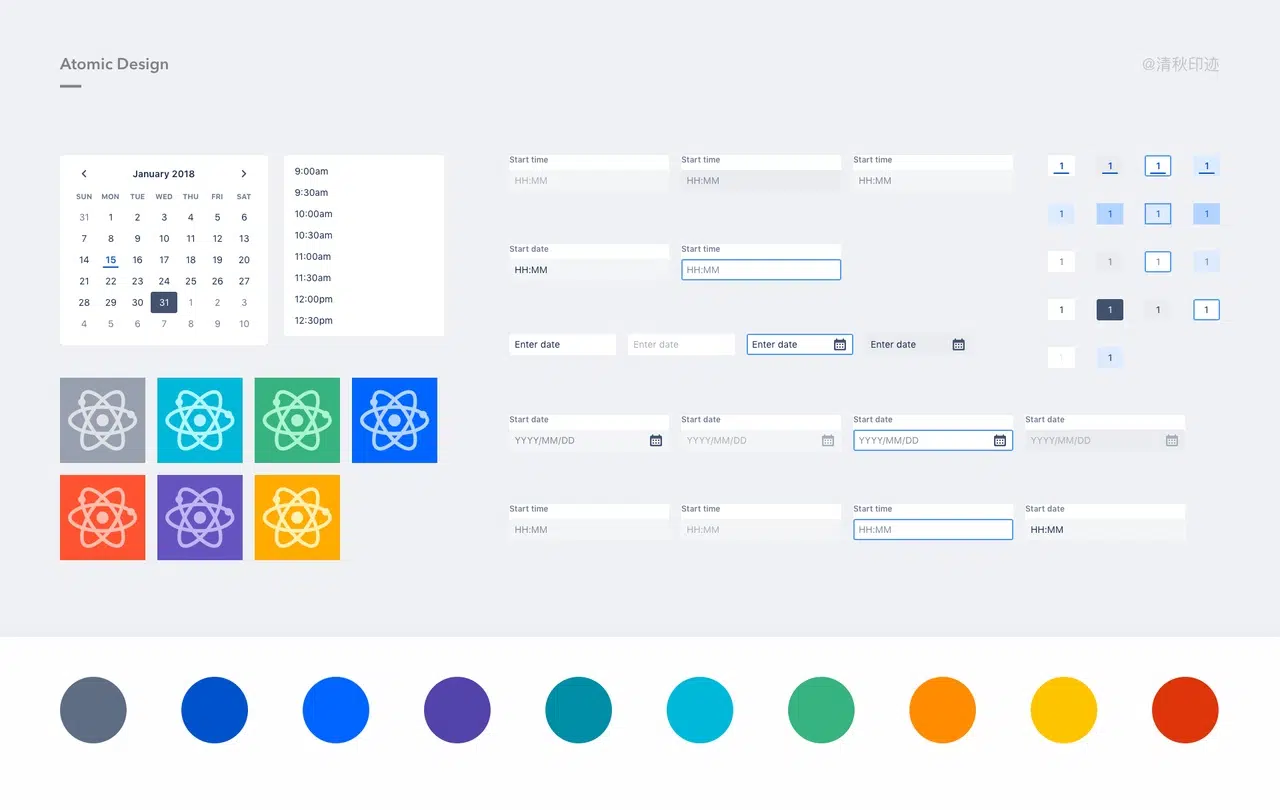 Atomic Design
@清秋印迹
January 2018
SUN MON TUE WED THU FRI SAT
31 1 2 3 4 5 6
7 8 9 10 11 12 13
14 15 16 17 18 19 20
21 22 23 24 25 26 27
28 29 30 31 1 2 3
4 5 6 7 8 9 10
9:00am
9:30am
10:00am
10:30am
11:00am
11:30am
12:00pm
12:30pm
Start time Start time Start time
HH:MM HH:MM HH:MM
Start date Start time
HH:MM HH:MM
Enter date Enter date Enter date Enter date
Start date Start date Start date Start date
YYYY/MM/DD YYYY/MM/DD YYYY/MM/DD YYYY/MM/DD
Start time Start time Start time Start date
HH:MM HH:MM HH:MM HH:MM
1 1 1 1
1 1 1 1
1 1 1 1
1 1 1 1
1 1